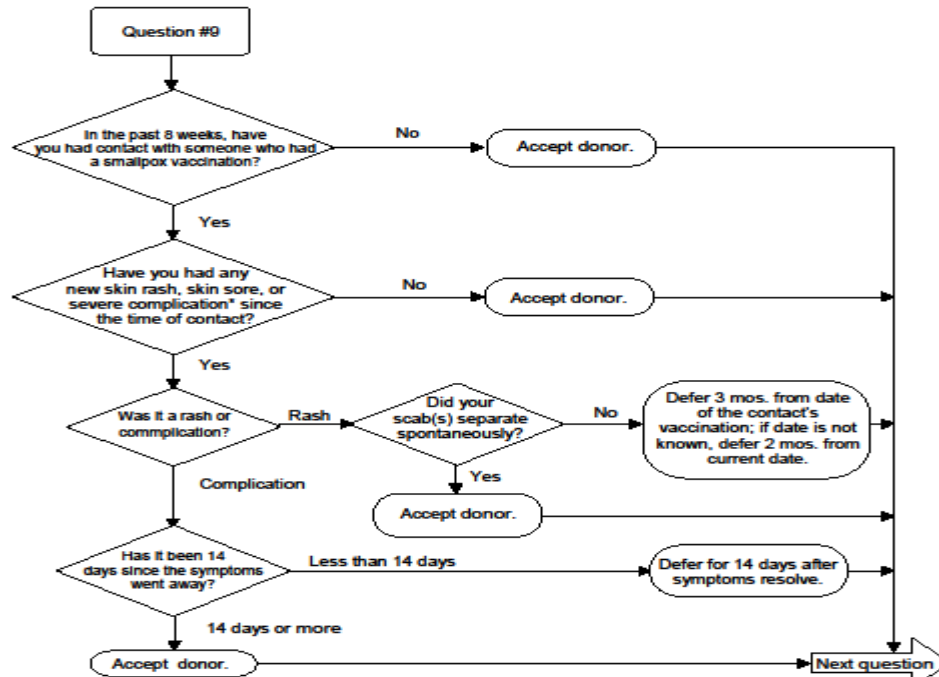 Question #9
In the past 8 weeks, have
you had contact with someone who had
a smallpox vaccination?
No
Accept donor.
Yes
Have you had any
new skin rash, skin sore, or
severe complication* since
the time of contact?
No
Accept donor.
Yes
Was it a rash or
commplication?
Rash
Did your
scab(s) separate
spontaneously?
No
Defer 3 mos. from date
of the contact's
vaccination; if date is not
known, defer 2 mos. from
current date.
Yes
Accept donor.
Complication
Has it been 14
days since the symptoms
went away?
Less than 14 days
Defer for 14 days after
symptoms resolve.
14 days or more
Accept donor.
Next question